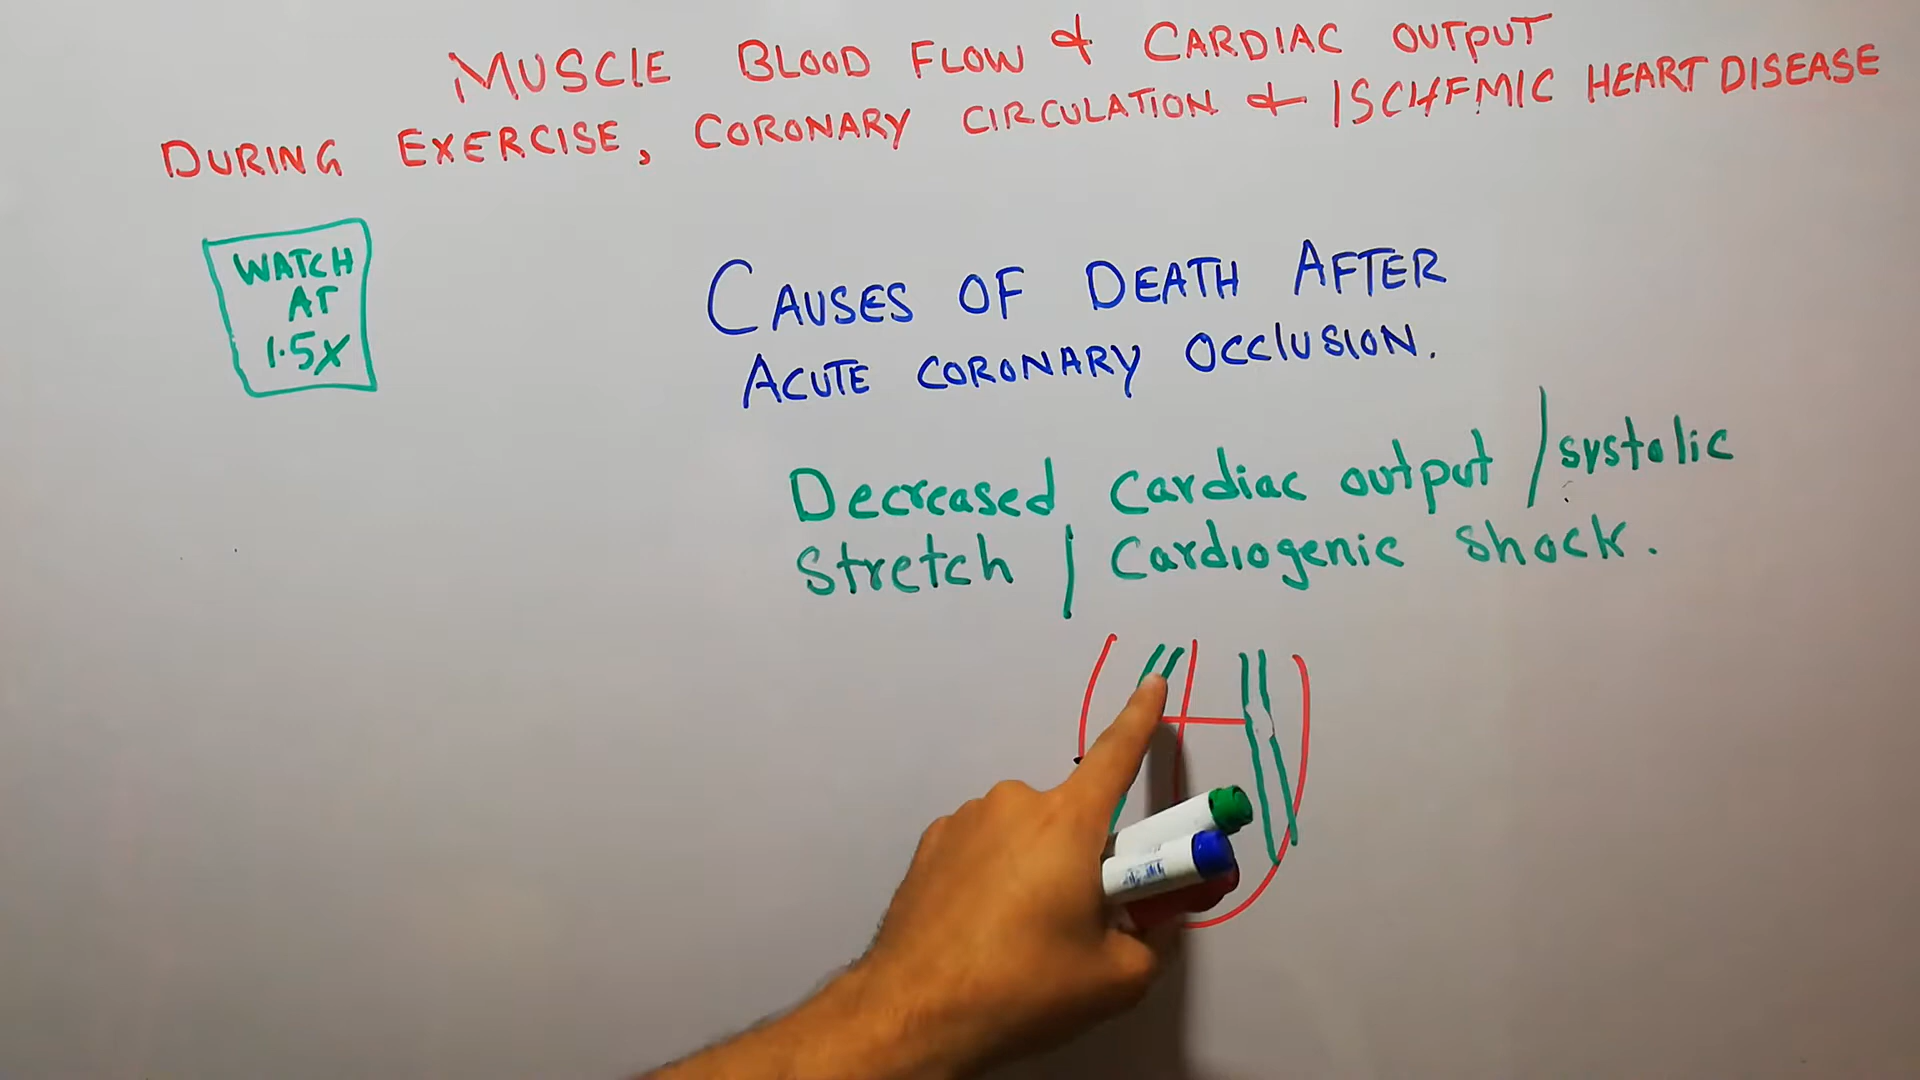 MUSCLE BLOOD FLOW & CARDIAC OUTPUT
DURING EXERCISE, CORONARY CIRCULATION & ISCHEMIC HEART DISEASE
WATCH
AT
1.5X
CAUSES OF DEATH AFTER
ACUTE CORONARY OCCLUSION.
Decreased Cardiac output / systolic
Stretch / Cardiogenic Shock.